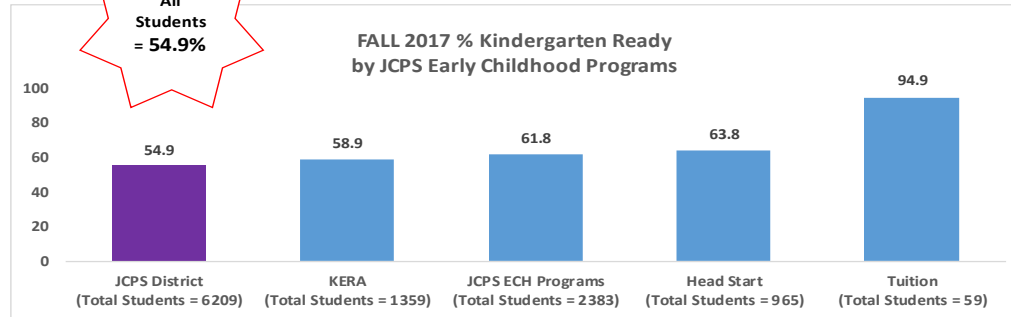 All
Students
= 54.9%
FALL 2017 % Kindergarten Ready
by JCPS Early Childhood Programs
100
80
60
40
20
0
54.9
58.9
61.8
63.8
94.9
JCPS District
(Total Students = 6209)
KERA
(Total Students = 1359)
JCPS ECH Programs
(Total Students = 2383)
Head Start
(Total Students = 965)
Tuition
(Total Students = 59)